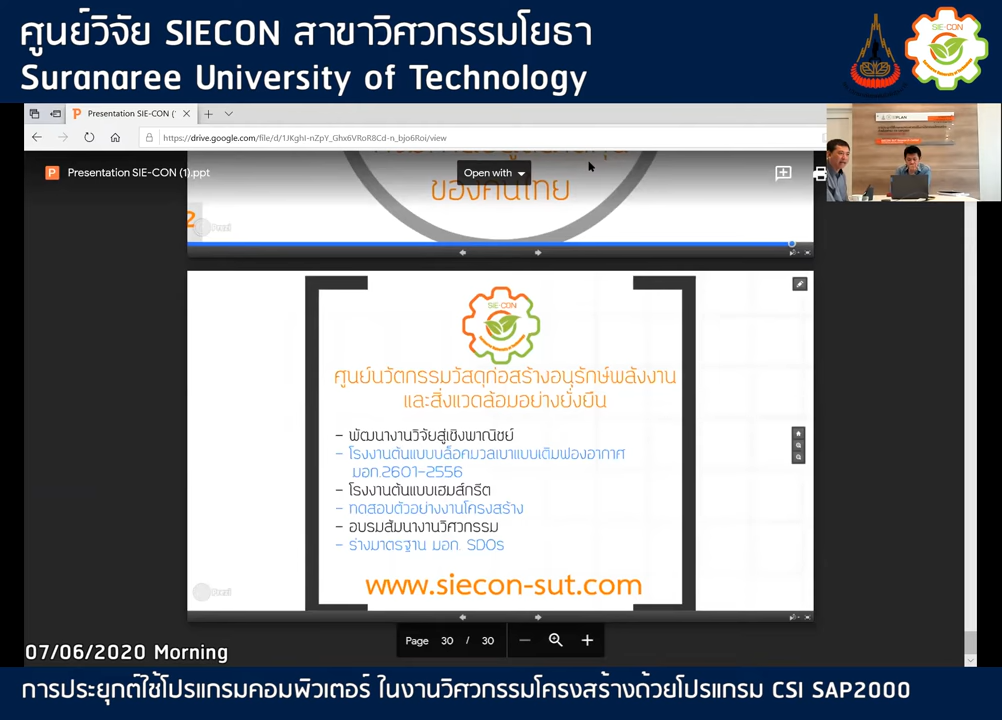 ศูนย์วิจัย SIECON สาขาวิศวกรรมโยธา
Suranaree University of Technology
SIE-CON
Presentation SIE-CON (1
https://drive.google.com/file/d/1JKghI-nZpY_Ghx6VRoR8Cd-n_bjo6Roi/view
Presentation SIE-CON (1).ppt
Open with
ของคนไทย
2
Prezi
SIE-CON
ศูนย์นวัตกรรมวัสดุก่อสร้างอนุรักษ์พลังงาน
และสิ่งแวดล้อมอย่างยั่งยืน
- พัฒนางานวิจัยสู่เชิงพาณิชย์
- โรงงานต้นแบบบล็อคมวลเบาแบบเติมฟองอากาศ
มอก.2601-2556
- โรงงานต้นแบบเฮมส์กรีต
- ทดสอบตัวอย่างงานโครงสร้าง
- อบรมสัมนางานวิศวกรรม
- ร่างมาตรฐาน มอก. SDOs
www.siecon-sut.com
Prezi
Page 30 / 30
07/06/2020 Morning
การประยุกต์ใช้โปรแกรมคอมพิวเตอร์ ในงานวิศวกรรมโครงสร้างด้วยโปรแกรม CSI SAP2000